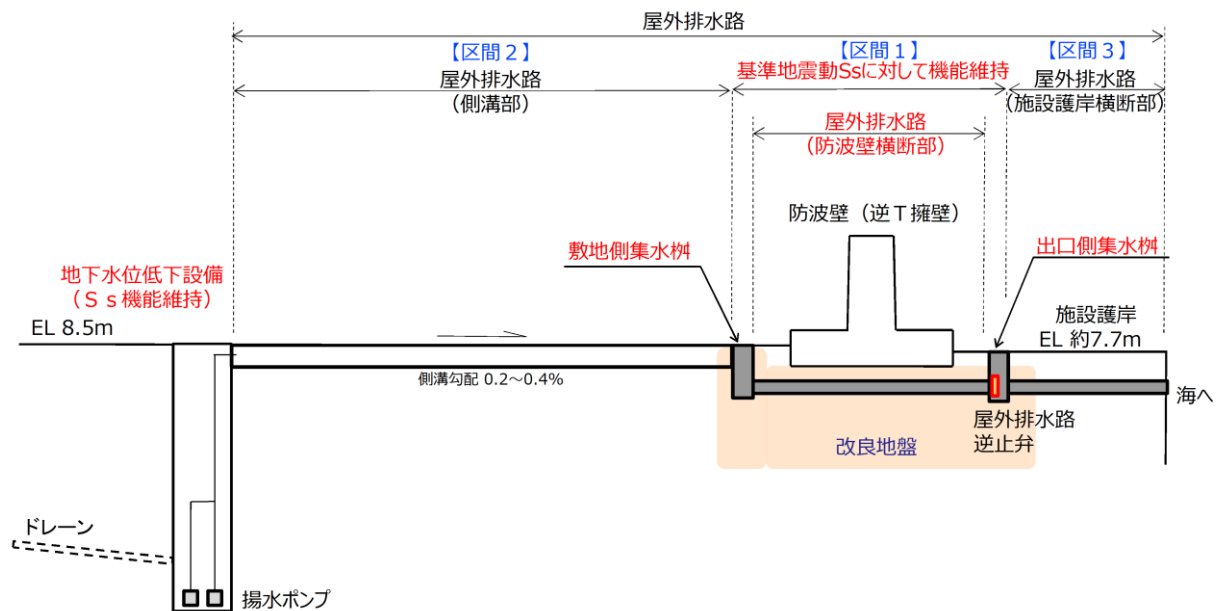 屋外排水路
【区間２】
屋外排水路
（側溝部）
【区間１】
基準地震動Ssに対して機能維持
【区間３】
屋外排水路
（施設護岸横断部）
屋外排水路
（防波壁横断部）
防波壁（逆Ｔ擁壁）
敷地側集水桝
出口側集水桝
地下水位低下設備
（Ｓｓ機能維持）
EL 8.5m
施設護岸
EL 約7.7m
側溝勾配 0.2～0.4%
海へ
屋外排水路
逆止弁
改良地盤
ドレーン
揚水ポンプ